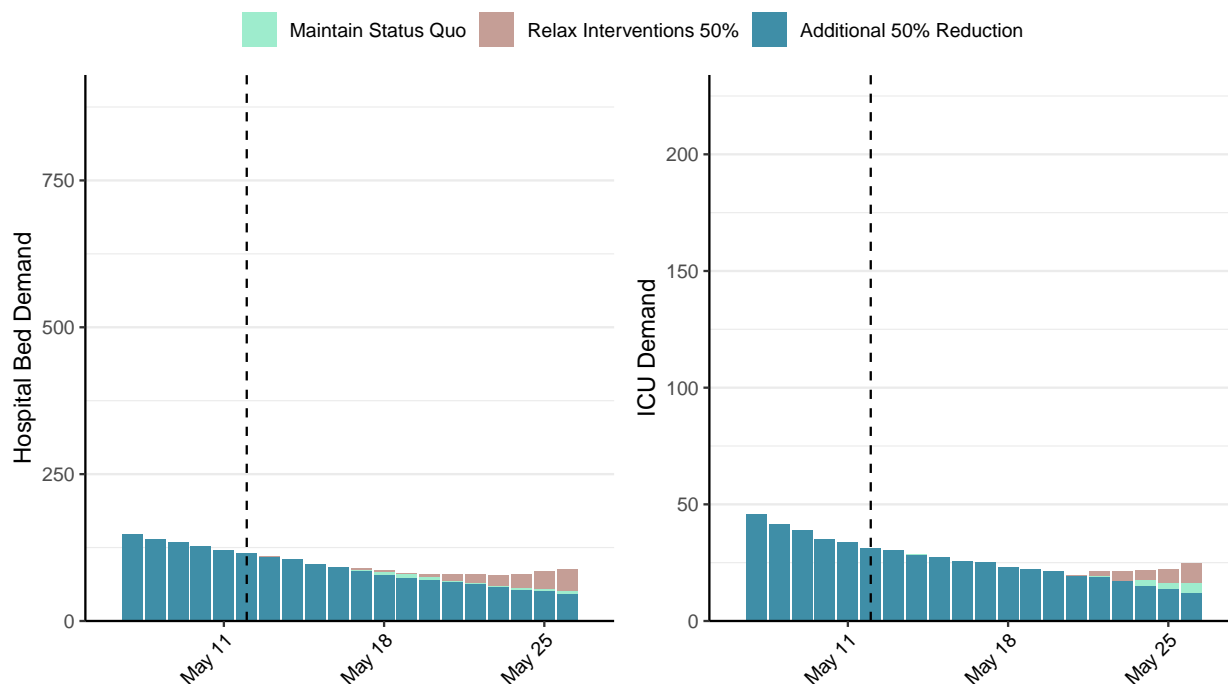 Maintain Status Quo Relax Interventions 50% Additional 50% Reduction
Hospital Bed Demand
750
500
250
0
May 11
May 18
May 25
ICU Demand
200
150
100
50
0
May 11
May 18
May 25